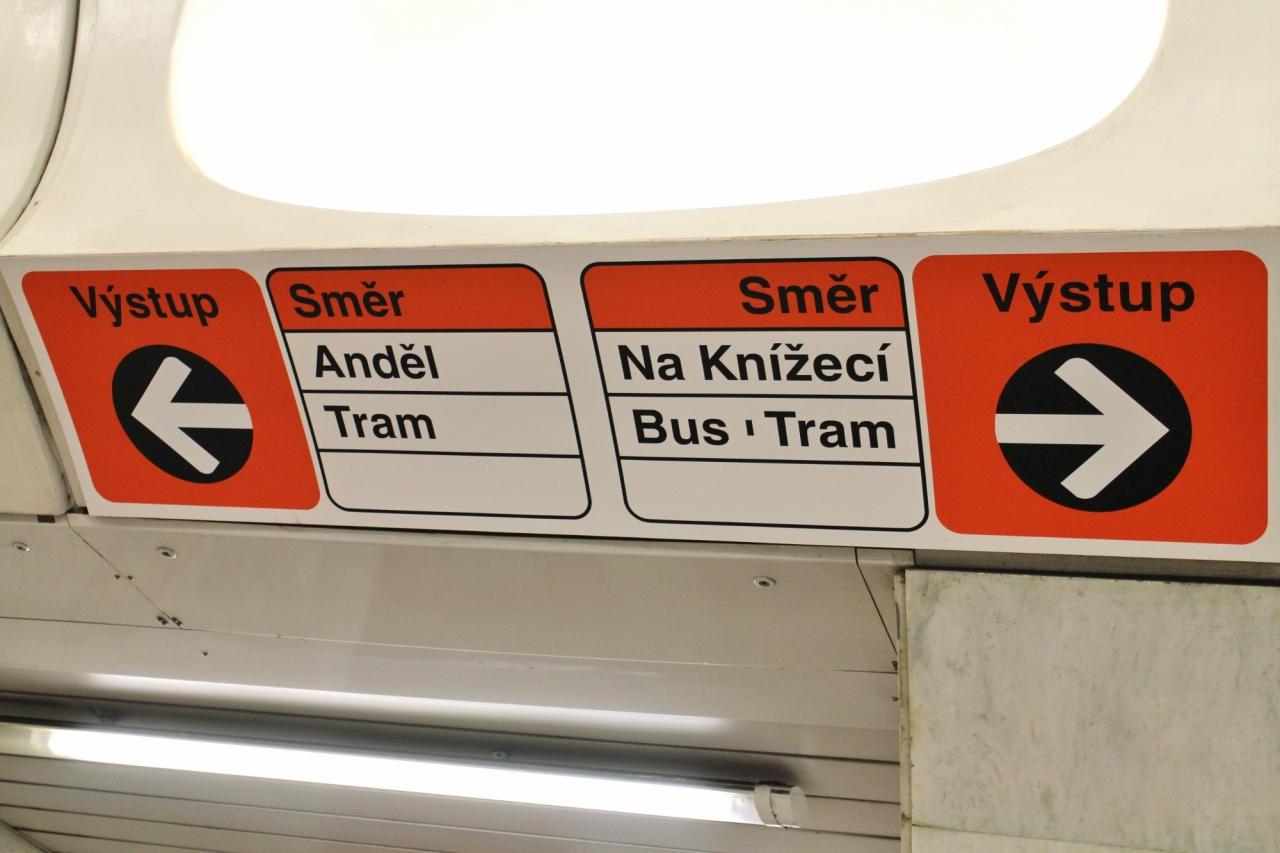 Výstup
Směr
Anděl
Tram
Směr
Na Knížecí
Bus ı Tram
Výstup